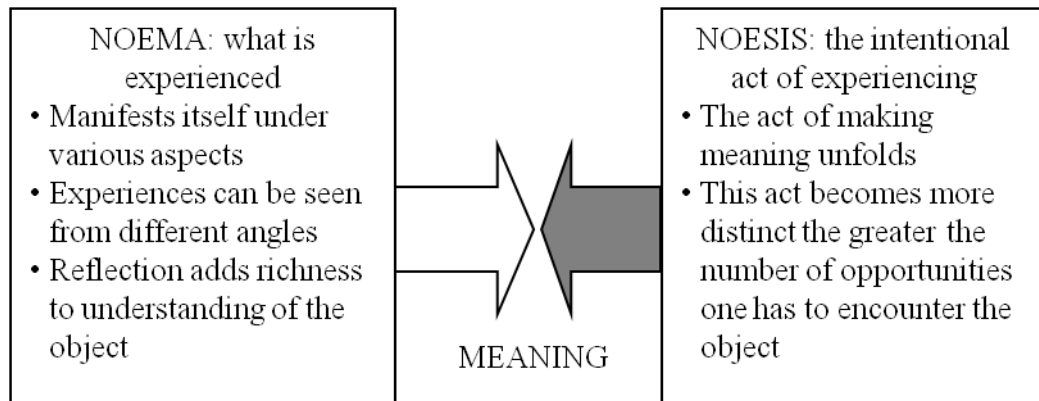 NOEMA: what is
experienced
• Manifests itself under
various aspects
• Experiences can be seen
from different angles
• Reflection adds richness
to understanding of the
object
MEANING
NOESIS: the intentional
act of experiencing
• The act of making
meaning unfolds
• This act becomes more
distinct the greater the
number of opportunities
one has to encounter the
object